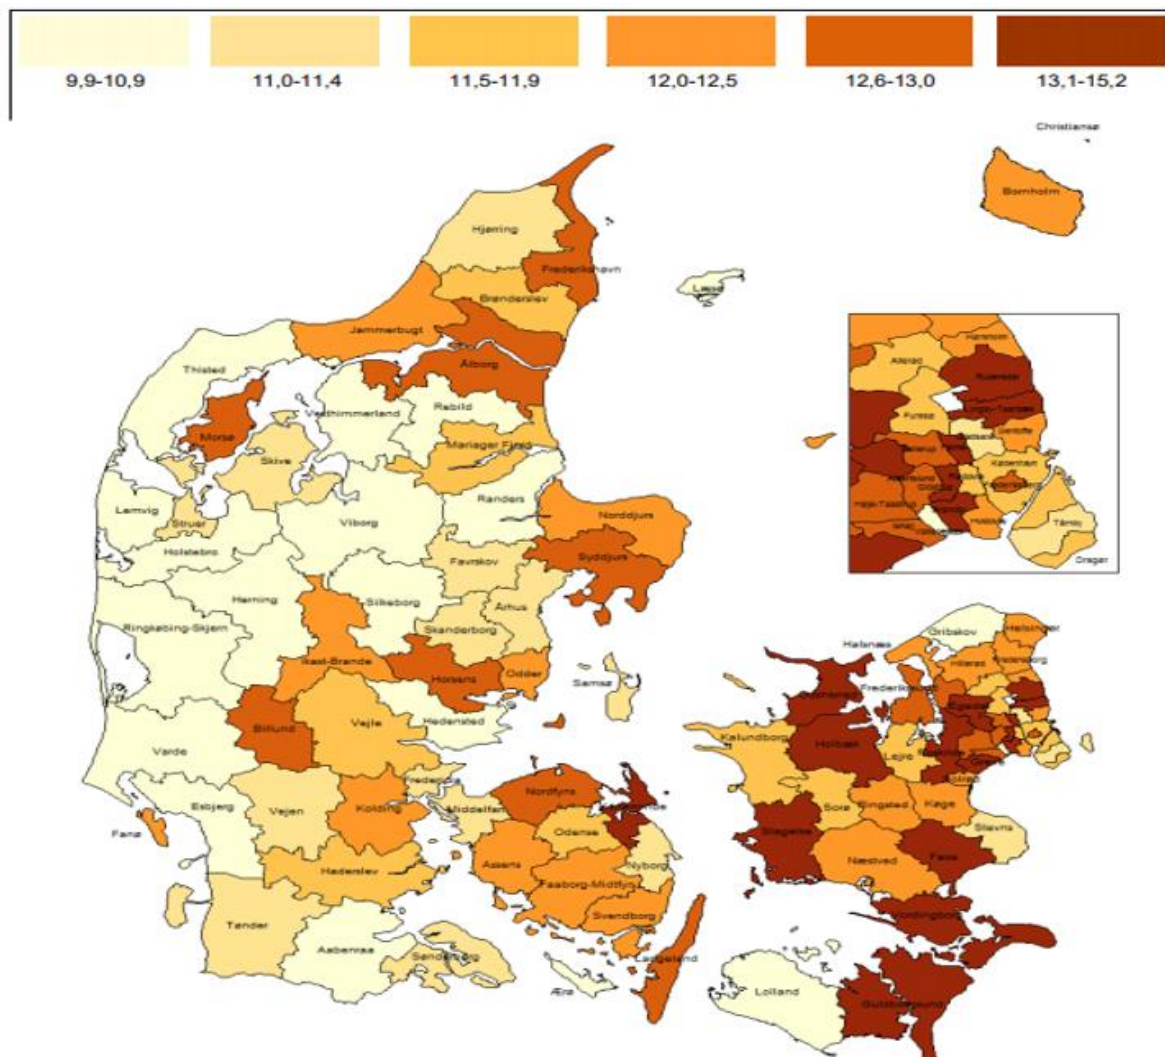 9,9-10,9 11,0-11,4 11,5-11,9 12,0-12,5 12,6-13,0 13,1-15,2
Christiansø
Bornholm
Hjørring
Frederikshavn
Læsø
Brønderslev
Jammerbugt
Ålborg
Thisted
Vesthimmerland
Rebild
Morsø
Mariager Fjord
Skive
Randers
Lemvig
Struer
Viborg
Norddjurs
Holstebro
Favrskov
Syddjurs
Herning
Silkeborg
Århus
Ringkøbing-Skjern
Skanderborg
Ikast-Brande
Horsens
Odder
Samsø
Hedensted
Billund
Vejle
Varde
Esbjerg
Vejen
Fredericia
Kolding
Middelfart
Nordfyns
Fanø
Odense
Nyborg
Assens
Haderslev
Faaborg-Midtfyn
Svendborg
Tønder
Aabenraa
Sønderborg
Langeland
Ærø
Allerød
Hørsholm
Rudersdal
Furesø
Gentofte
København
Tårnby
Dragør
Halsnæs
Gribskov
Helsingør
Hillerød
Fredensborg
Egedal
Kalundborg
Holbæk
Lejre
Greve
Solrød
Sorø
Ringsted
Køge
Stevns
Slagelse
Næstved
Faxe
Vordingborg
Lolland
Guldborgsund